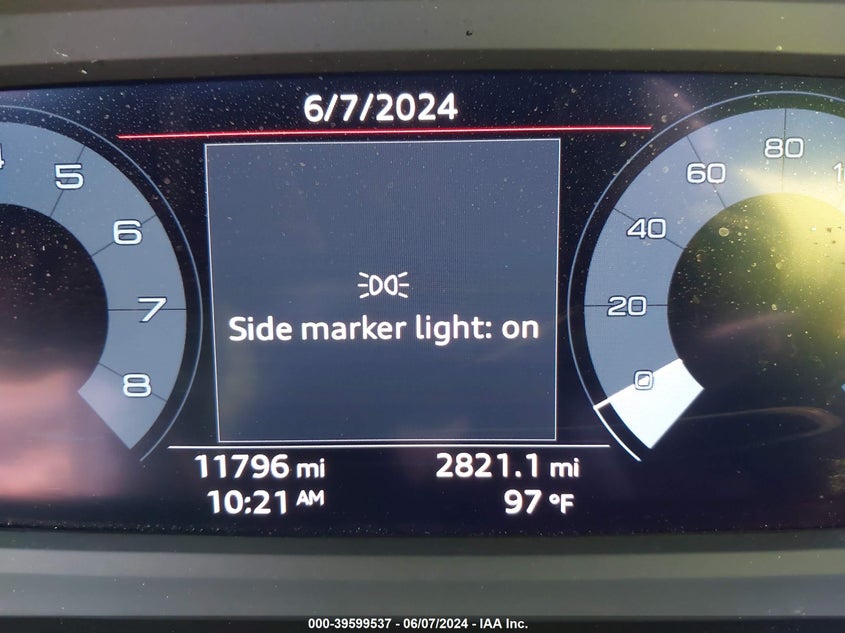 6/7/2024
5
6
7
8
80
60
40
20
0
Side marker light: on
11796 mi
2821.1 mi
10:21 AM
97 °F
000-39599537 - 06/07/2024 - IAA Inc.